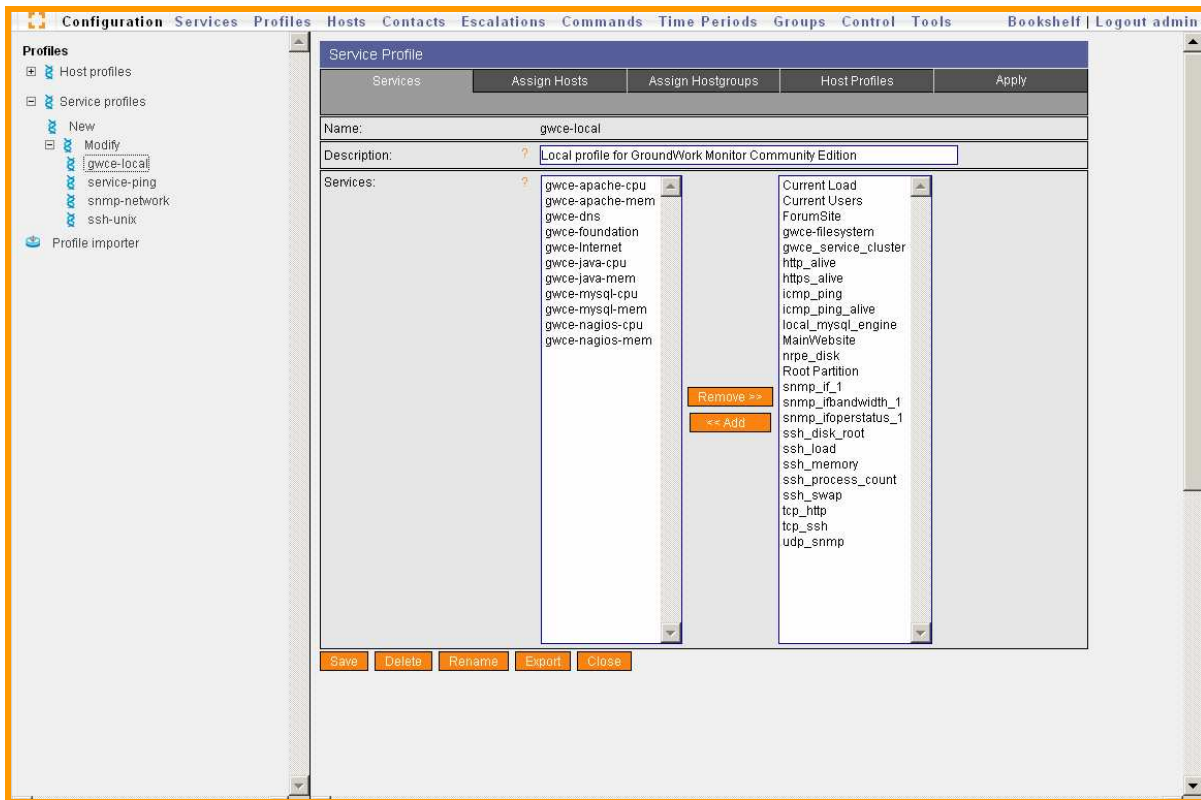 Configuration Services Profiles Hosts Contacts Escalations Commands Time Periods Groups Control Tools Bookshelf | Logout admin
Profiles
Host profiles
Service profiles
New
Modify
gwce-local
service-ping
snmp-network
ssh-unix
Profile importer
Service Profile
Services Assign Hosts Assign Hostgroups Host Profiles Apply
Name: gwce-local
Description: ? Local profile for GroundWork Monitor Community Edition
Services: ?
gwce-apache-cpu
gwce-apache-mem
gwce-dns
gwce-foundation
gwce-Internet
gwce-java-cpu
gwce-java-mem
gwce-mysql-cpu
gwce-mysql-mem
gwce-nagios-cpu
gwce-nagios-mem
Remove >>
<< Add
Current Load
Current Users
ForumSite
gwce-filesystem
gwce_service_cluster
http_alive
https_alive
icmp_ping
icmp_ping_alive
local_mysql_engine
MainWebsite
nrpe_disk
Root Partition
snmp_if_1
snmp_ifbandwidth_1
snmp_ifoperstatus_1
ssh_disk_root
ssh_load
ssh_memory
ssh_process_count
ssh_swap
tcp_http
tcp_ssh
udp_snmp
Save Delete Rename Export Close